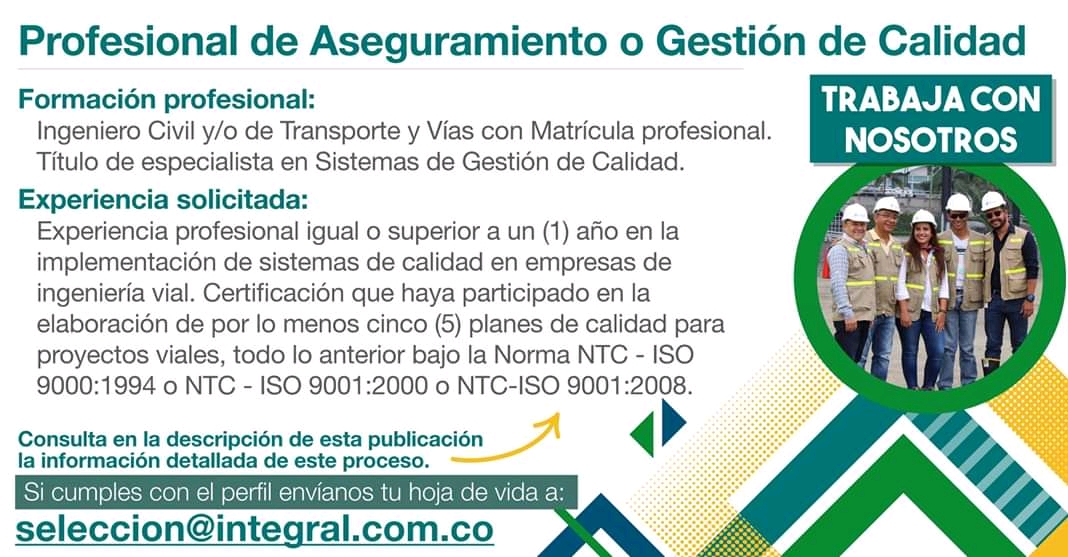 Profesional de Aseguramiento o Gestión de Calidad
Formación profesional:
Ingeniero Civil y/o de Transporte y Vías con Matrícula profesional.
Título de especialista en Sistemas de Gestión de Calidad.
Experiencia solicitada:
Experiencia profesional igual o superior a un (1) año en la
implementación de sistemas de calidad en empresas de
ingeniería vial. Certificación que haya participado en la
elaboración de por lo menos cinco (5) planes de calidad para
proyectos viales, todo lo anterior bajo la Norma NTC - ISO
9000:1994 o NTC - ISO 9001:2000 o NTC-ISO 9001:2008.
Consulta en la descripción de esta publicación
la información detallada de este proceso.
Si cumples con el perfil envíanos tu hoja de vida a:
seleccion@integral.com.co
TRABAJA CON
NOSOTROS